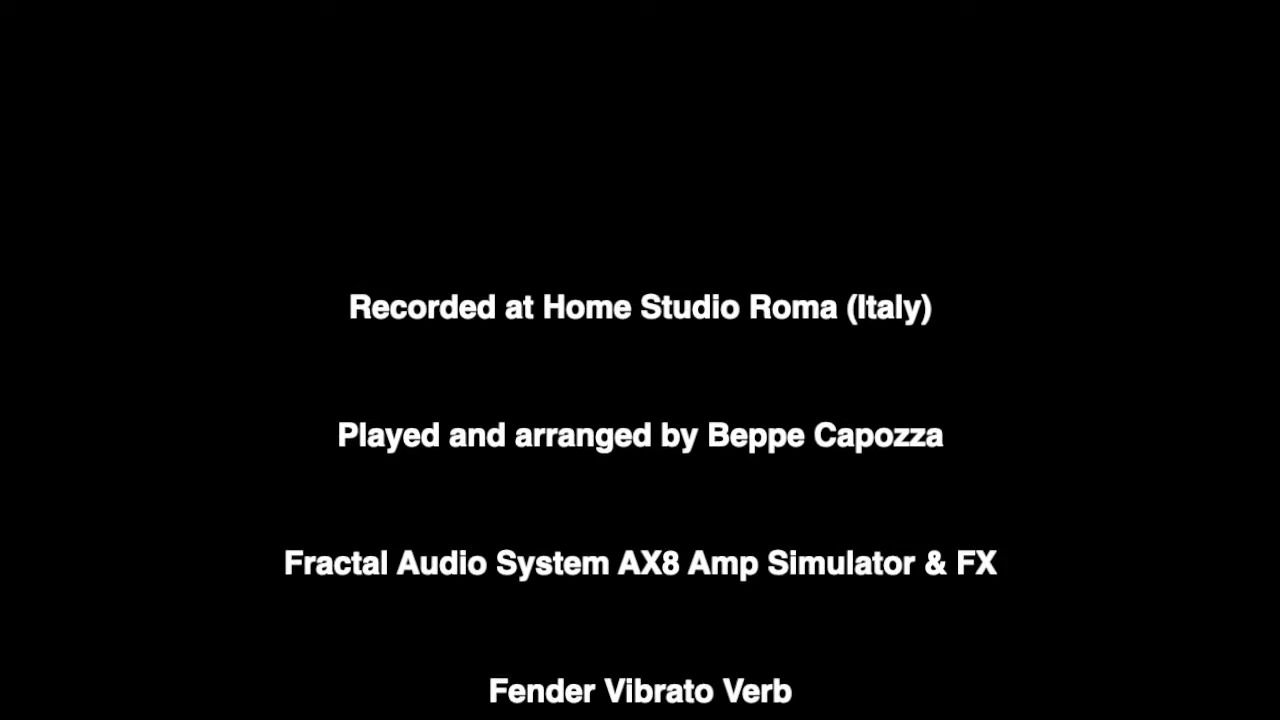 Recorded at Home Studio Roma (Italy)
Played and arranged by Beppe Capozza
Fractal Audio System AX8 Amp Simulator & FX
Fender Vibrato Verb